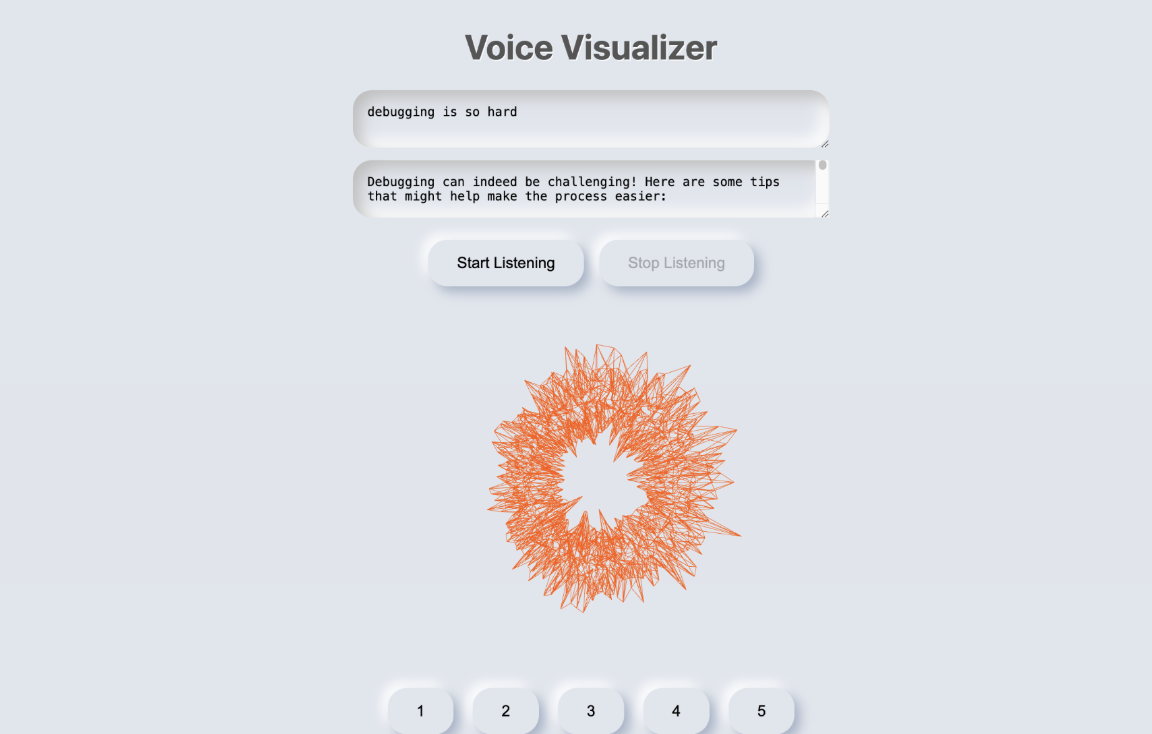 Voice Visualizer
debugging is so hard
Debugging can indeed be challenging! Here are some tips
that might help make the process easier:
Start Listening
Stop Listening
1
2
3
4
5